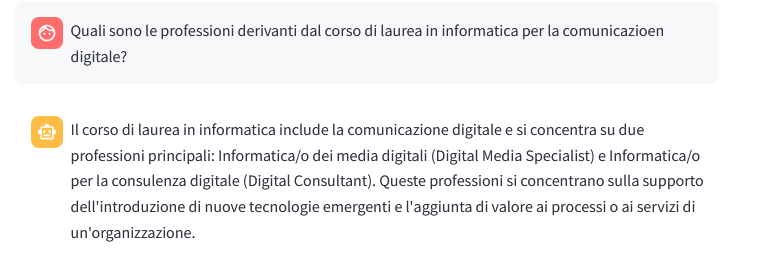 Quali sono le professioni derivanti dal corso di laurea in informatica per la comunicazioen
digitale?
Il corso di laurea in informatica include la comunicazione digitale e si concentra su due
professioni principali: Informatica/o dei media digitali (Digital Media Specialist) e Informatica/o
per la consulenza digitale (Digital Consultant). Queste professioni si concentrano sulla supporto
dell'introduzione di nuove tecnologie emergenti e l'aggiunta di valore ai processi o ai servizi di
un'organizzazione.